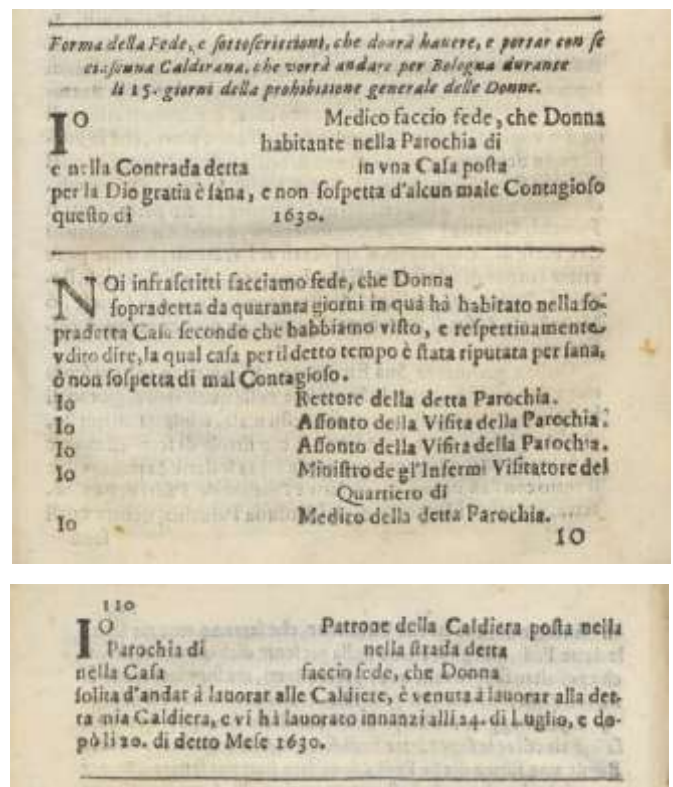 Forma della Fede, e sottoscrittioni, che dourà hauere, e portar con se
ciascuna Caldirana, che vorrà andare per Bologna durante
li 15. giorni della prohibitione generale delle Donne.
IO Medico faccio fede, che Donna
habitante nella Parochia di
e nella Contrada detta in vna Casa posta
per la Dio gratia è sana, e non sospetta d'alcun male Contagioso
questo dì 1630.
NOi infrascritti facciamo fede, che Donna
sopradetta da quaranta giorni in quà hà habitato nella so-
pradetta Casa secondo che habbiamo visto, e respettiuamente
vdito dire, la qual casa per il detto tempo è stata riputata per sana,
ò non sospetta di mal Contagioso.
Io Rettore della detta Parochia.
Io Assonto della Visita della Parochia.
Io Assonto della Visita della Parochia.
Io Ministro de gl'Infermi Visitatore del
Quartiero di
Io Medico della detta Parochia.
IO
110
IO Patrone della Caldiera posta nella
Parochia di nella strada detta
nella Casa faccio fede, che Donna
solita d'andar à lauorar alle Caldiere, è venuta à lauorar alla det-
ta mia Caldiera, e vi hà lauorato innanzi alli 24. di Luglio, e do-
pò li 20. di detto Mese 1630.